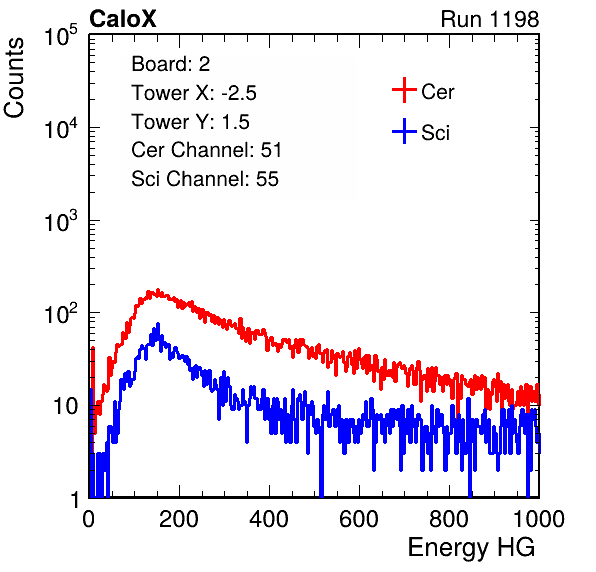 CaloX Run 1198
Counts
10^5
10^4
10^3
10^2
10
1
Board: 2
Tower X: -2.5
Tower Y: 1.5
Cer Channel: 51
Sci Channel: 55
Cer
Sci
0 200 400 600 800 1000
Energy HG